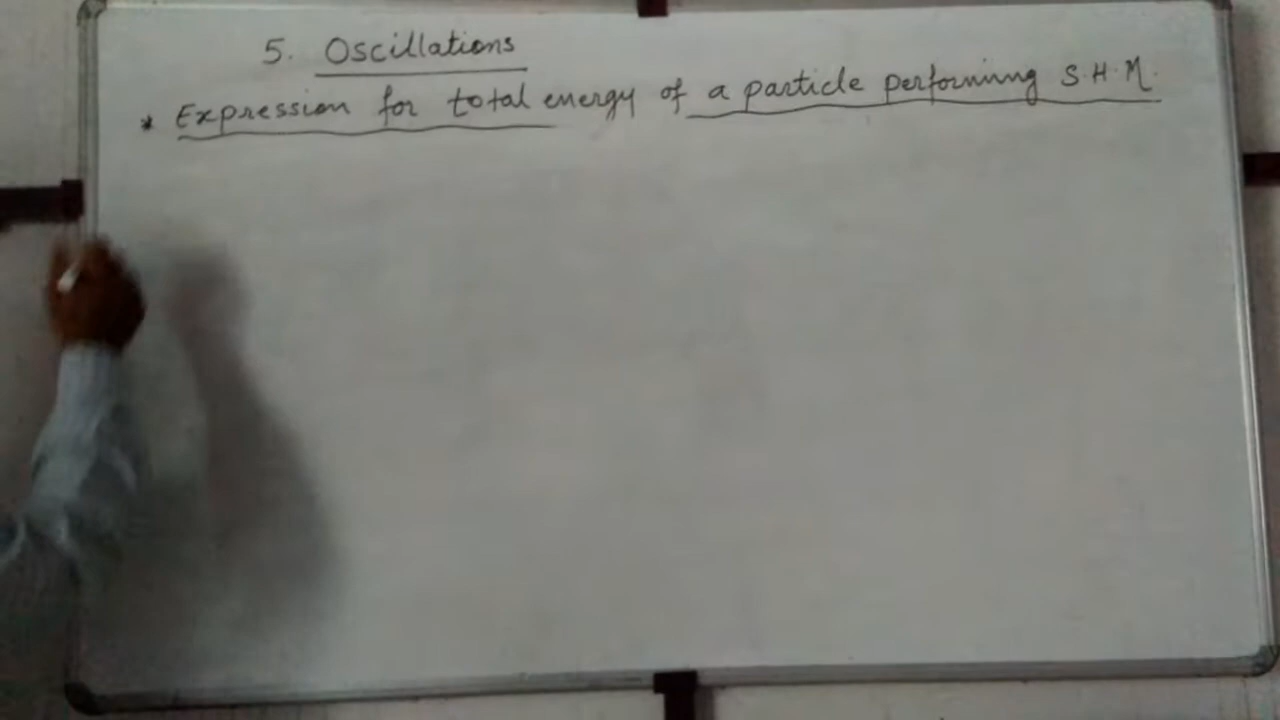 5. Oscillations
* Expression for total energy of a particle performing S.H.M.